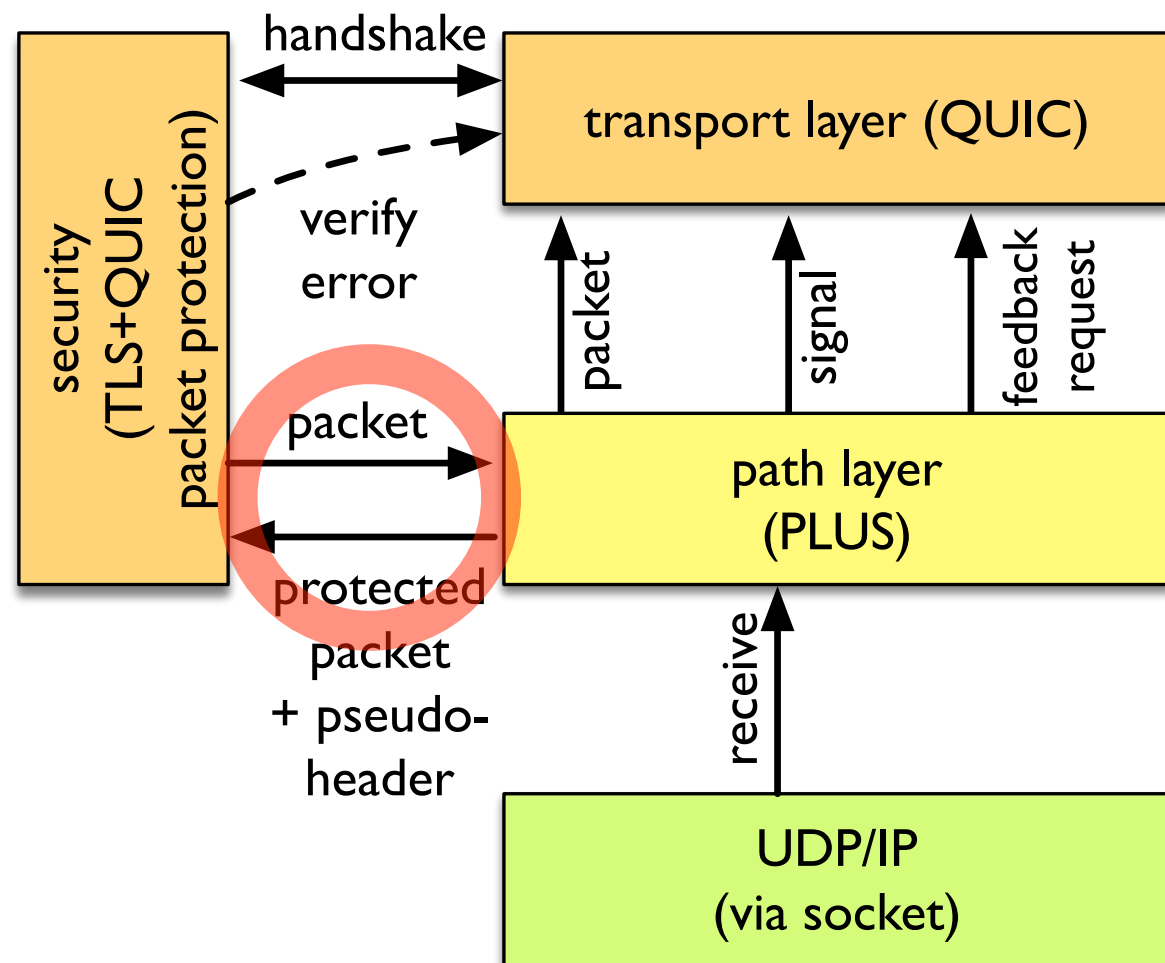 handshake
transport layer (QUIC)
security
(TLS+QUIC
packet protection)
verify
error
packet
signal
feedback
request
packet
path layer
(PLUS)
protected
packet
+ pseudo-
header
receive
UDP/IP
(via socket)